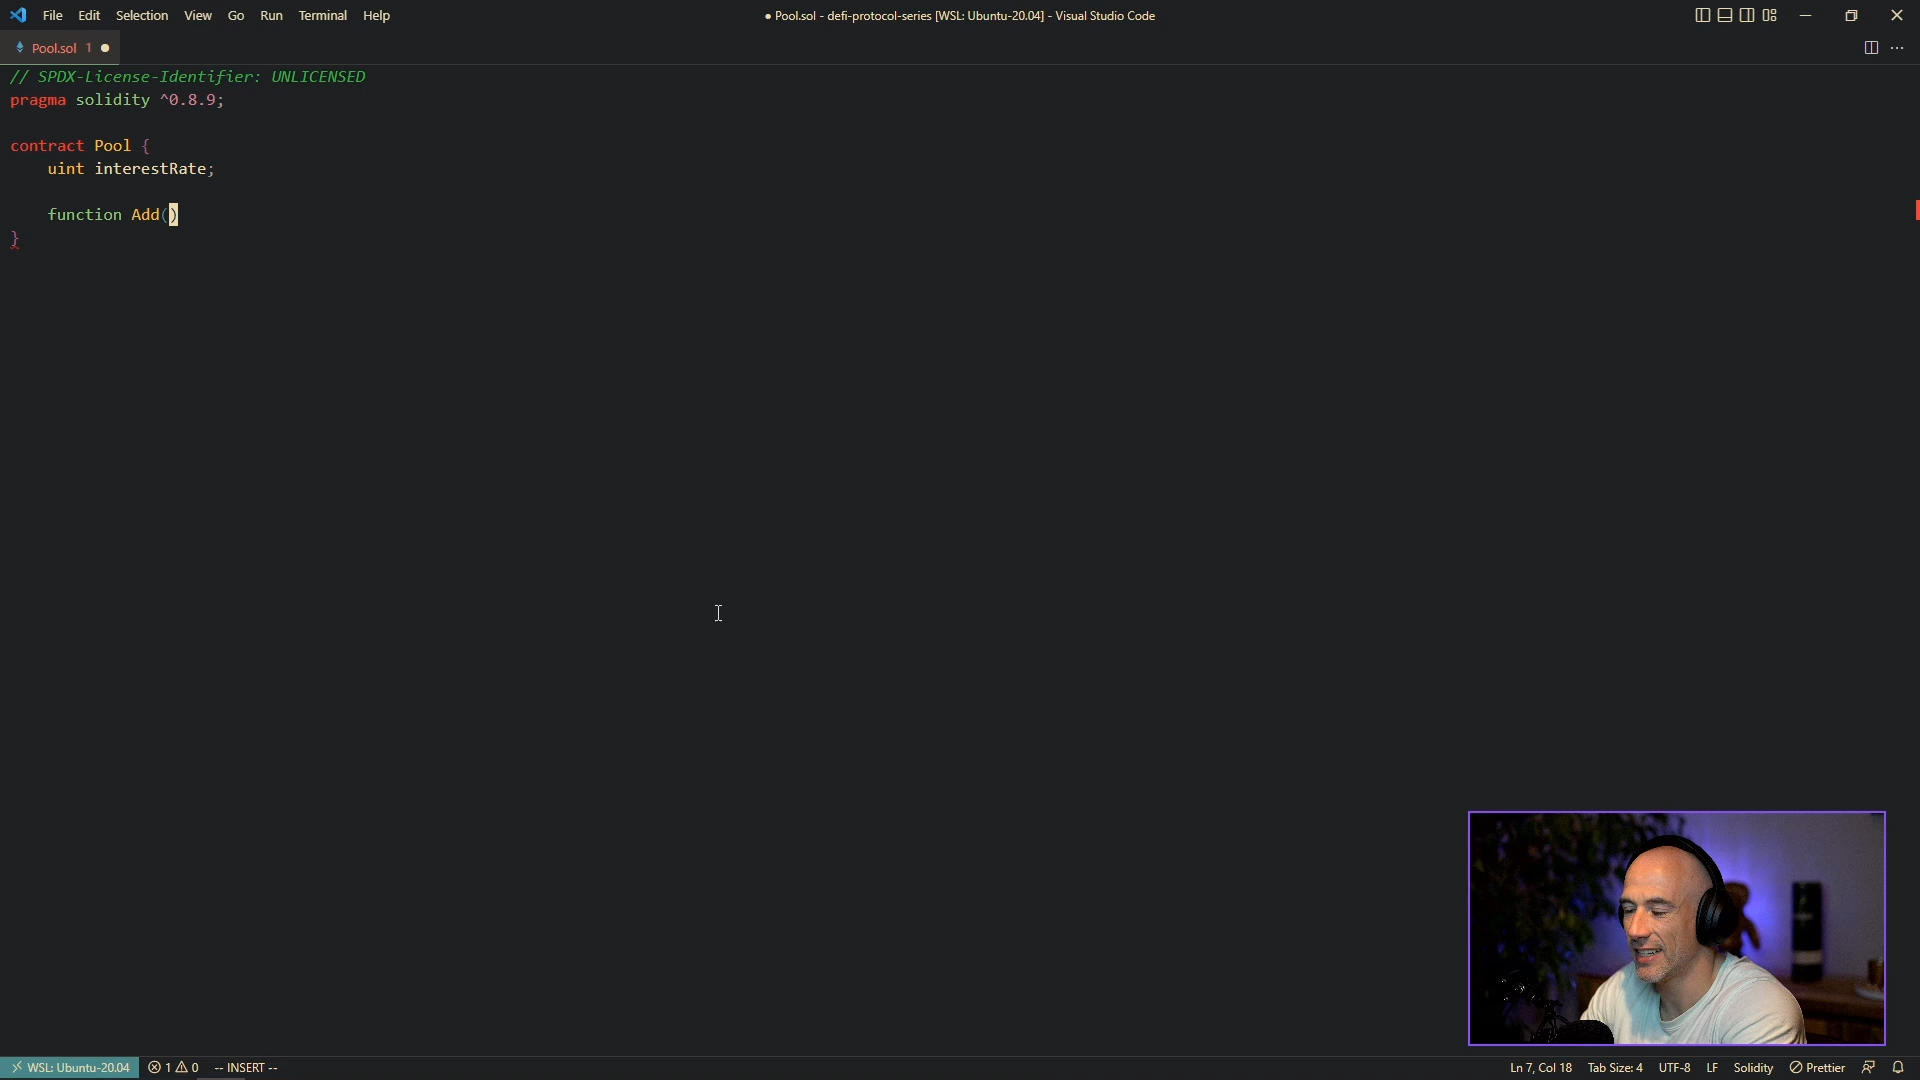 File Edit Selection View Go Run Terminal Help
● Pool.sol - defi-protocol-series [WSL: Ubuntu-20.04] - Visual Studio Code
Pool.sol 1 ●
// SPDX-License-Identifier: UNLICENSED
pragma solidity ^0.8.9;
contract Pool {
    uint interestRate;
    function Add()
}
WSL: Ubuntu-20.04 1 0 -- INSERT --
Ln 7, Col 18 Tab Size: 4 UTF-8 LF Solidity Prettier